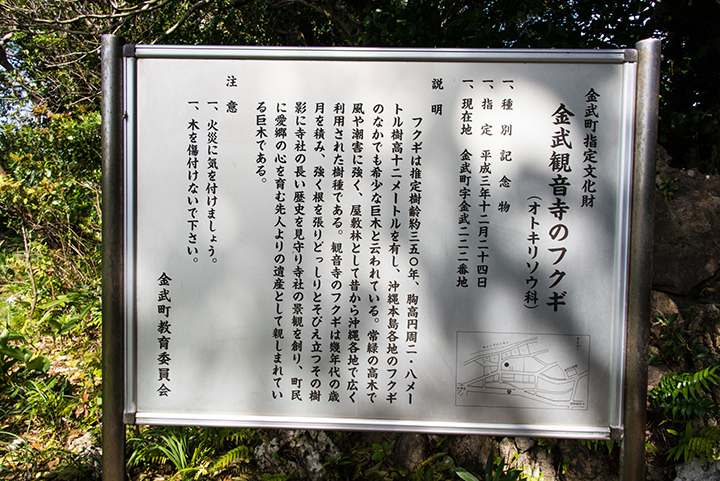 金武町指定文化財
金武観音寺のフクギ
（オトキリソウ科）
一、種別 記念物
一、指定 平成三年十二月二十四日
一、現在地 金武町字金武二二二番地
説明
フクギは推定樹齢約三五〇年、胸高円周二・八メー
トル樹高十二メートルを有し、沖縄本島各地のフクギ
のなかでも希少な巨木と云われている。常緑の高木で
風や潮害に強く、屋敷林として昔から沖縄各地で広く
利用された樹種である。観音寺のフクギは幾年代の歳
月を積み、強く根を張りどっしりとそびえ立つその樹
影に寺社の長い歴史を見守り寺社の景観を創り、町民
に愛郷の心を育む先人よりの遺産として親しまれてい
る巨木である。
注意
一、火災に気を付けましょう。
一、木を傷付けないで下さい。
金武町教育委員会